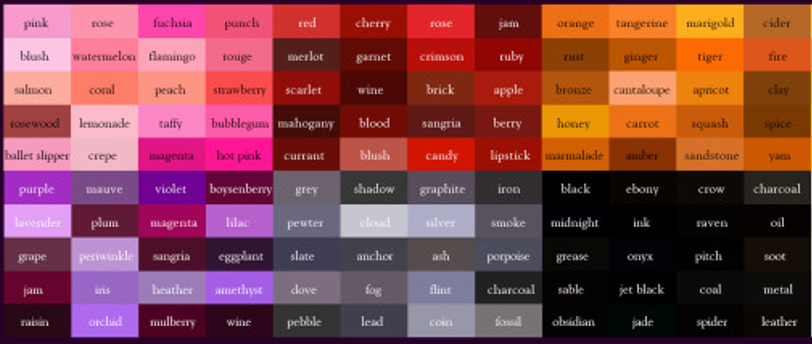 pink rose fuchsia punch red cherry rose jam orange tangerine marigold cider
blush watermelon flamingo rouge merlot garnet crimson ruby rust ginger tiger fire
salmon coral peach strawberry scarlet wine brick apple bronze cantaloupe apricot clay
rosewood lemonade taffy bubblegum mahogany blood sangria berry honey carrot squash spice
ballet slipper crepe magenta hot pink currant blush candy lipstick marmalade amber sandstone yam
purple mauve violet boysenberry grey shadow graphite iron black ebony crow charcoal
lavender plum magenta lilac pewter cloud silver smoke midnight ink raven oil
grape periwinkle sangria eggplant slate anchor ash porpoise grease onyx pitch soot
jam iris heather amethyst dove fog flint charcoal sable jet black coal metal
raisin orchid mulberry wine pebble lead coin fossil obsidian jade spider leather